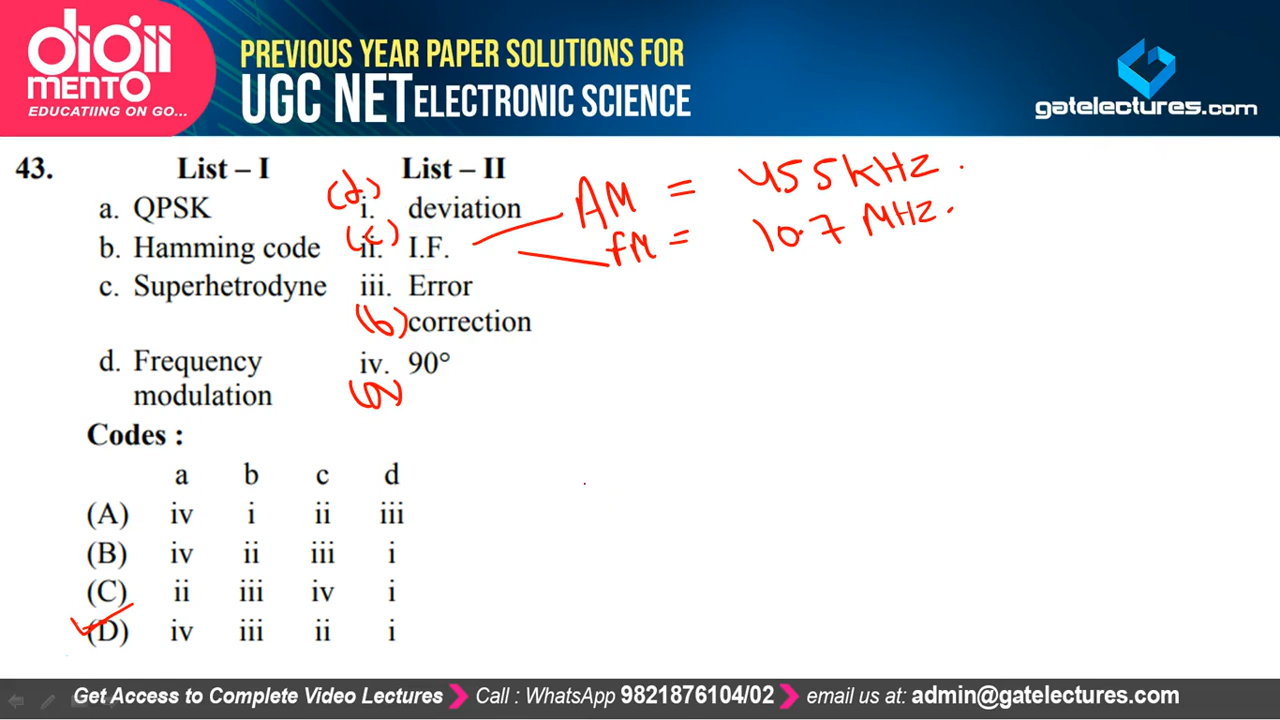 dioii
MENTO
EDUCATIING ON GO...
PREVIOUS YEAR PAPER SOLUTIONS FOR
UGC NET ELECTRONIC SCIENCE
gatelectures.com
43. List – I List – II
(d)
a. QPSK i. deviation
AM = 455kHz.
(c)
b. Hamming code ii. I.F.
FM = 10.7 MHz.
c. Superhetrodyne iii. Error
(b) correction
d. Frequency iv. 90°
modulation (a)
Codes :
a b c d
(A) iv i ii iii
(B) iv ii iii i
(C) ii iii iv i
(D) iv iii ii i
Get Access to Complete Video Lectures Call : WhatsApp 9821876104/02 email us at: admin@gatelectures.com